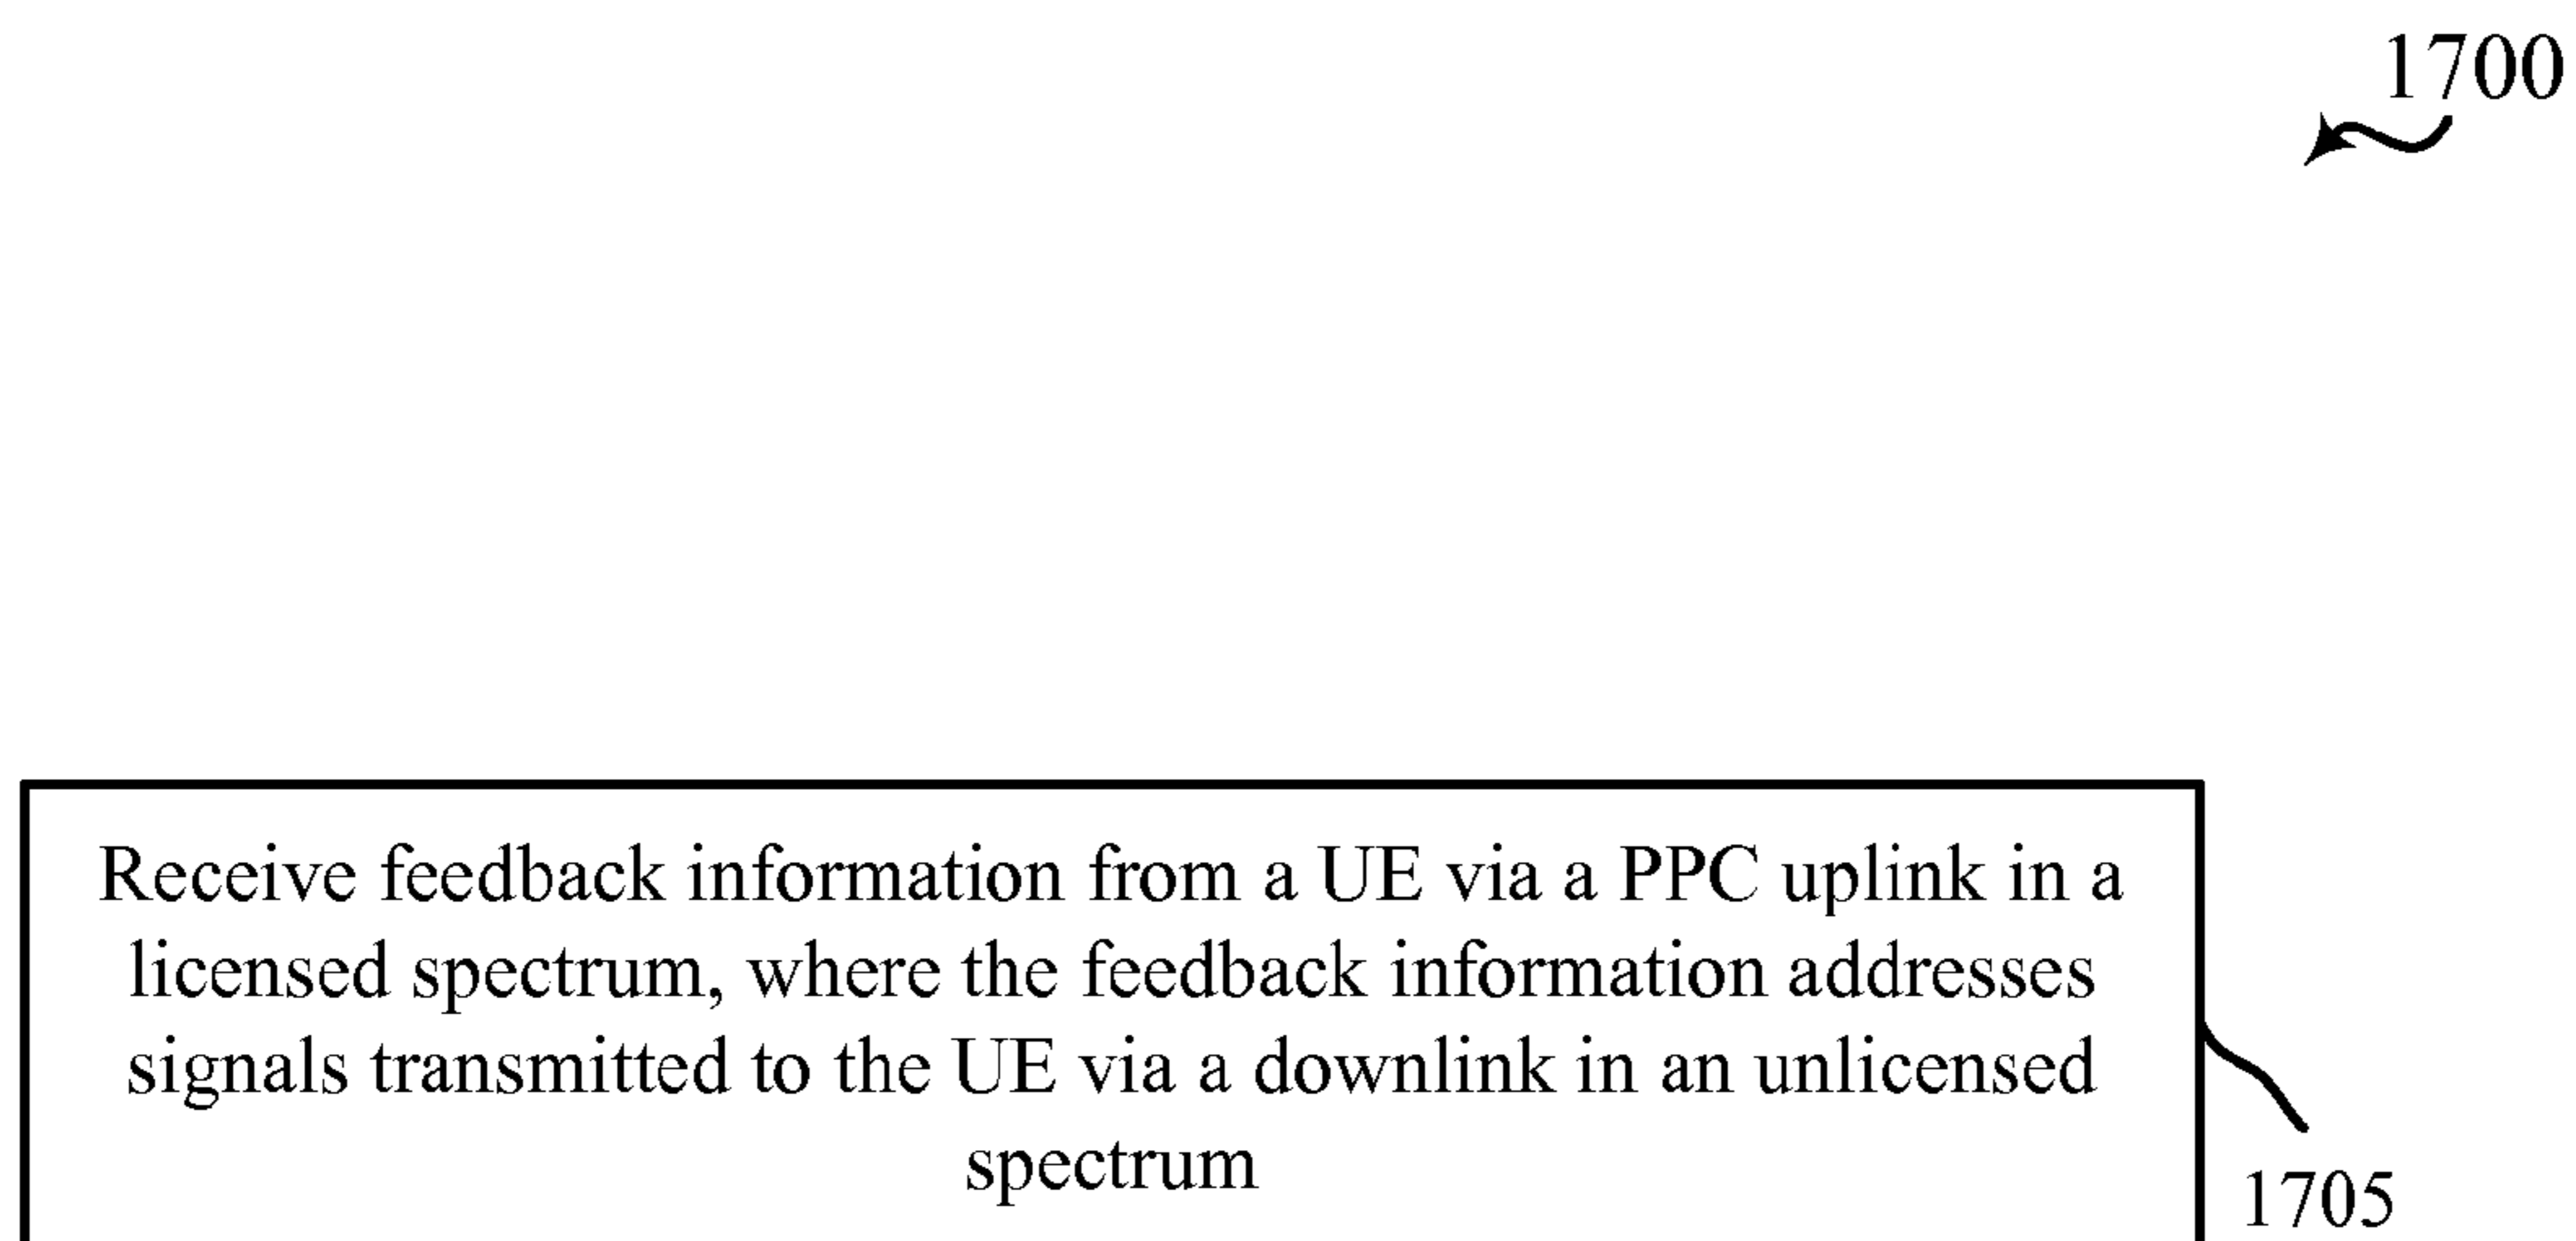 1700
Receive feedback information from a UE via a PPC uplink in a
licensed spectrum, where the feedback information addresses
signals transmitted to the UE via a downlink in an unlicensed
spectrum
1705